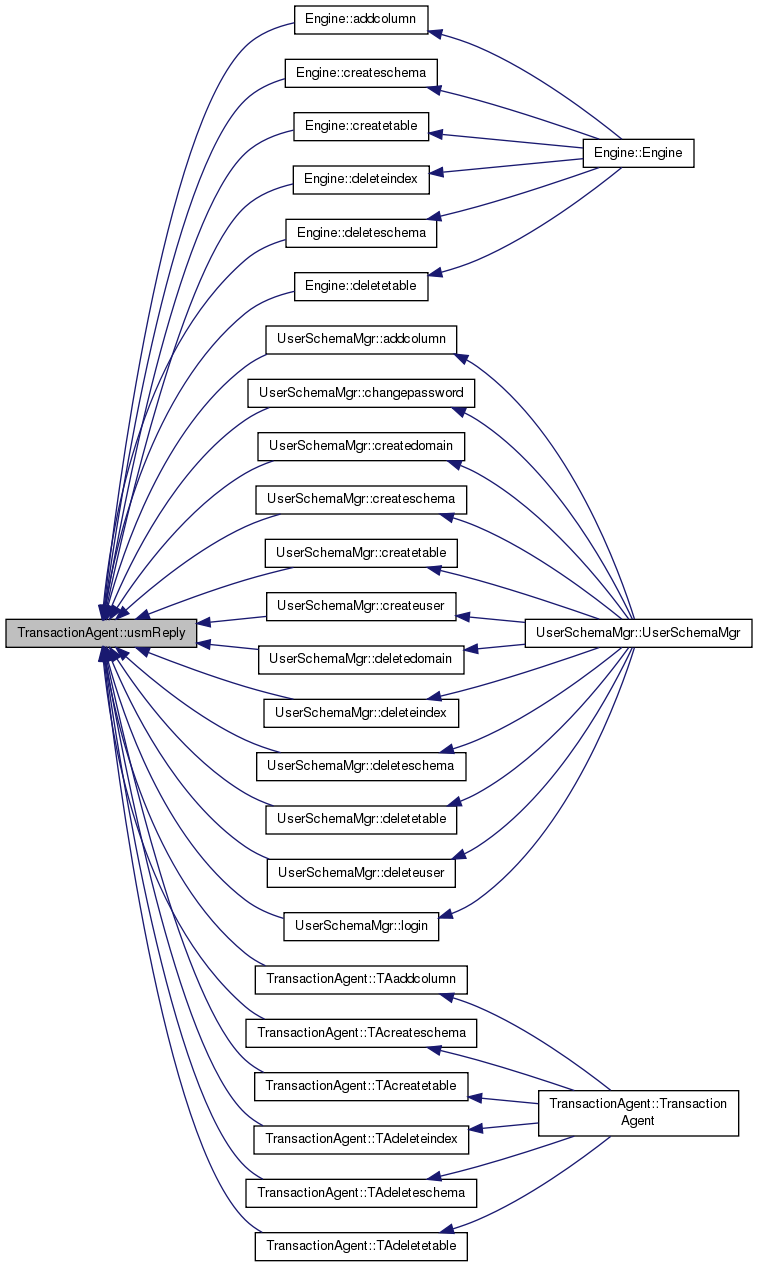 Engine::addcolumn
Engine::createschema
Engine::createtable
Engine::Engine
Engine::deleteindex
Engine::deleteschema
Engine::deletetable
UserSchemaMgr::addcolumn
UserSchemaMgr::changepassword
UserSchemaMgr::createdomain
UserSchemaMgr::createschema
UserSchemaMgr::createtable
UserSchemaMgr::createuser
TransactionAgent::usmReply
UserSchemaMgr::UserSchemaMgr
UserSchemaMgr::deletedomain
UserSchemaMgr::deleteindex
UserSchemaMgr::deleteschema
UserSchemaMgr::deletetable
UserSchemaMgr::deleteuser
UserSchemaMgr::login
TransactionAgent::TAaddcolumn
TransactionAgent::TAcreateschema
TransactionAgent::TAcreatetable
TransactionAgent::Transaction
Agent
TransactionAgent::TAdeleteindex
TransactionAgent::TAdeleteschema
TransactionAgent::TAdeletetable